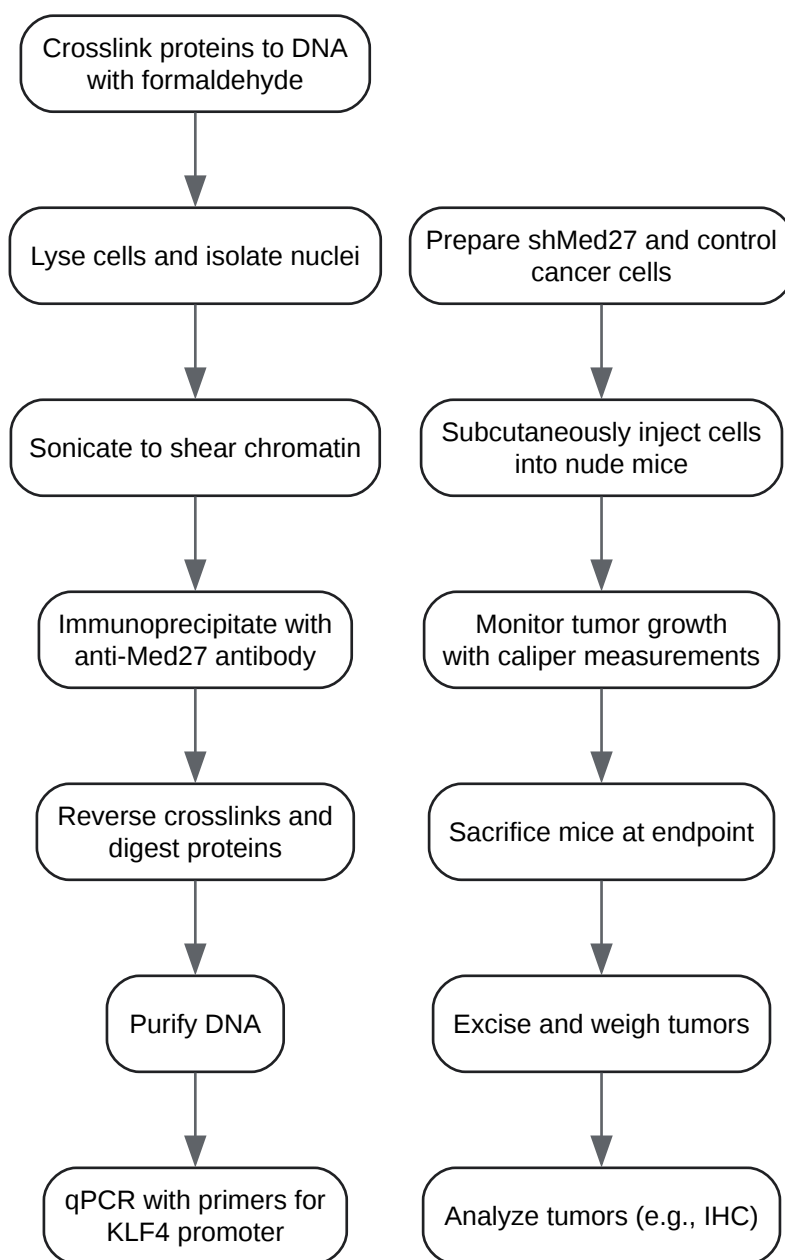 Crosslink proteins to DNA
with formaldehyde
Lyse cells and isolate nuclei
Sonicate to shear chromatin
Immunoprecipitate with
anti-Med27 antibody
Reverse crosslinks and
digest proteins
Purify DNA
qPCR with primers for
KLF4 promoter
Prepare shMed27 and control
cancer cells
Subcutaneously inject cells
into nude mice
Monitor tumor growth
with caliper measurements
Sacrifice mice at endpoint
Excise and weigh tumors
Analyze tumors (e.g., IHC)